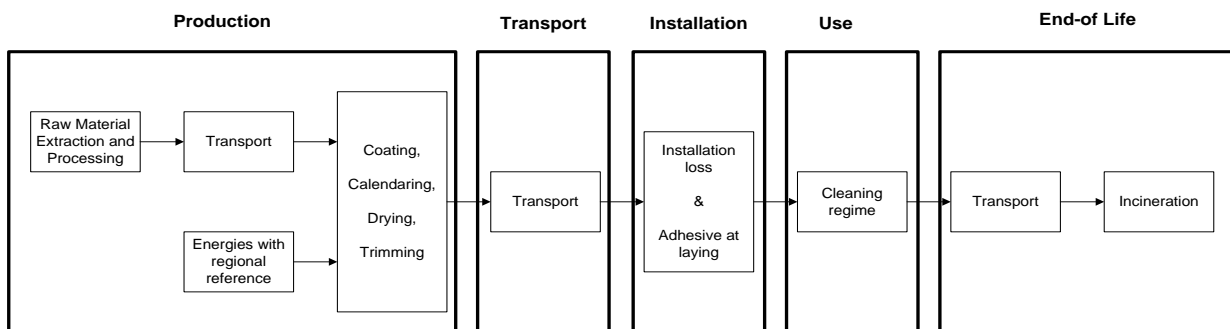 Production
Transport
Installation
Use
End-of Life
Raw Material
Extraction and
Processing
Transport
Energies with
regional
reference
Coating,
Calendaring,
Drying,
Trimming
Transport
Installation
loss
&
Adhesive at
laying
Cleaning
regime
Transport
Incineration